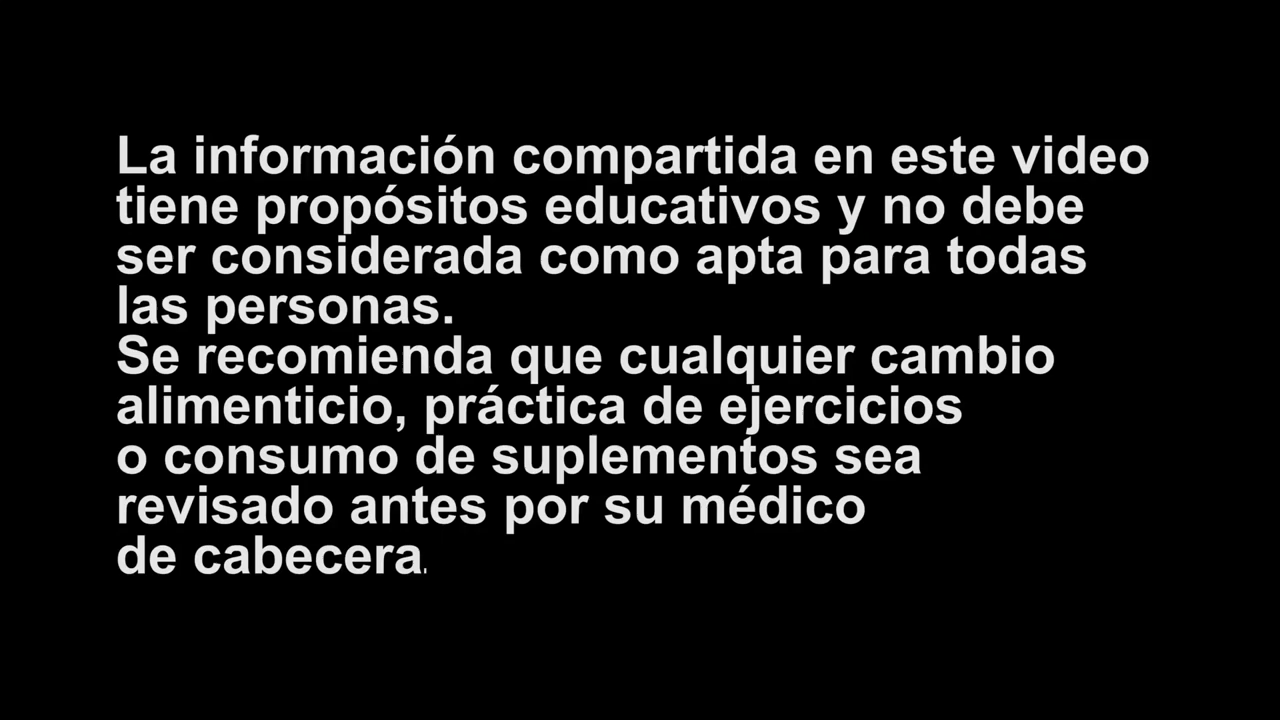 La información compartida en este video
tiene propósitos educativos y no debe
ser considerada como apta para todas
las personas.
Se recomienda que cualquier cambio
alimenticio, práctica de ejercicios
o consumo de suplementos sea
revisado antes por su médico
de cabecera.